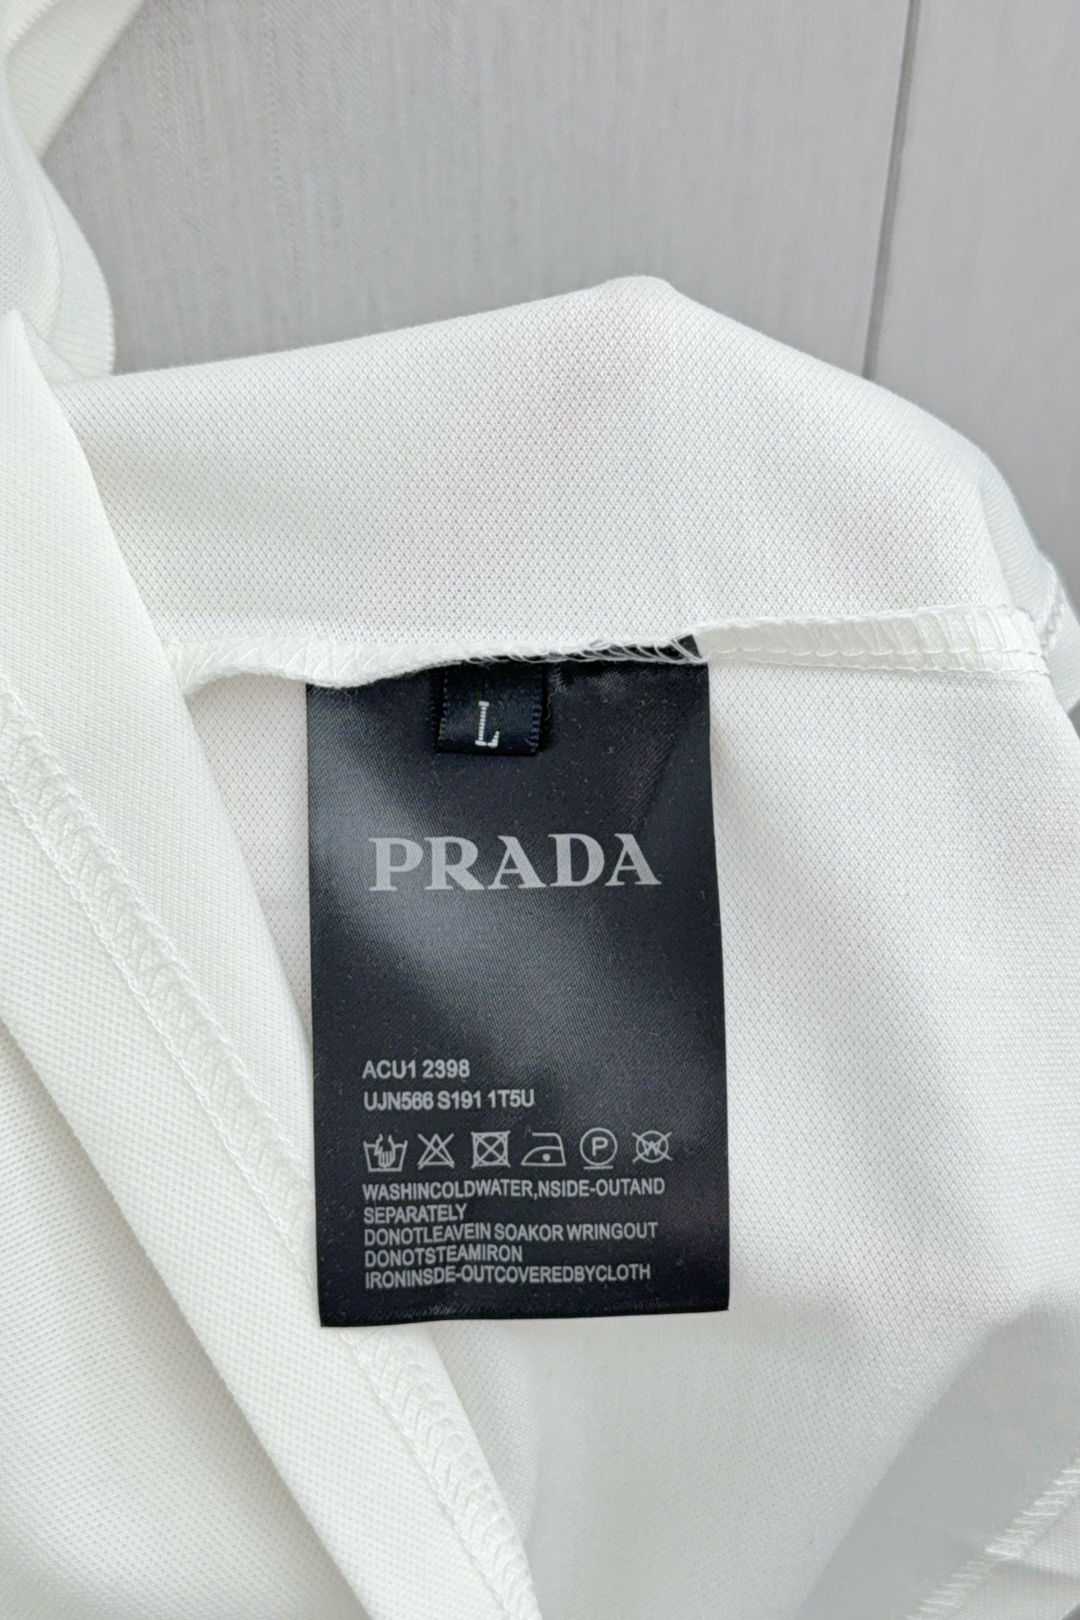 L
PRADA
ACU1 2398
UJN566 S191 1T5U
P W
WASHINCOLDWATER,NSIDE-OUTAND
SEPARATELY
DONOTLEAVEIN SOAKOR WRINGOUT
DONOTSTEAMIRON
IRONINSDE-OUTCOVEREDBYCLOTH